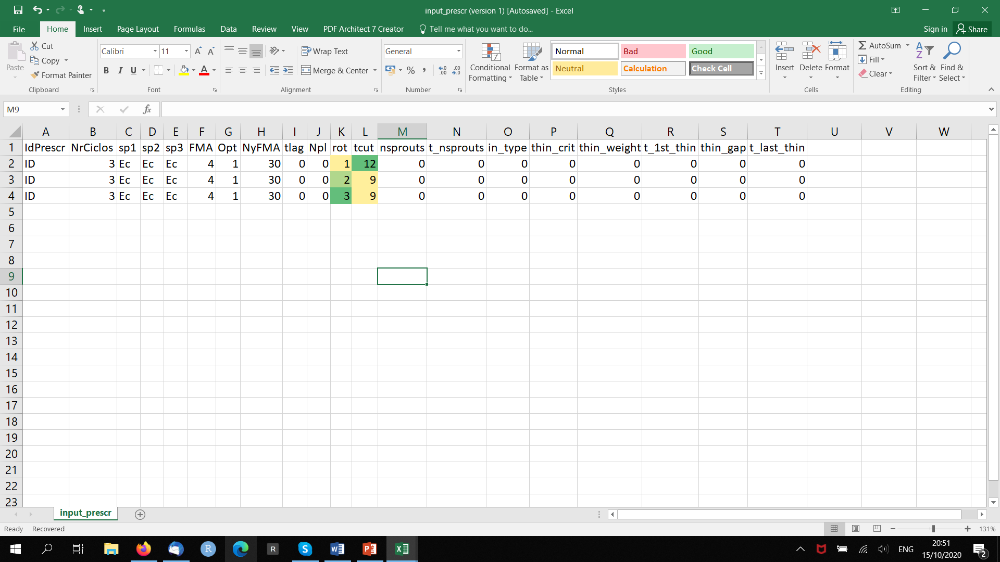 input_prescr (version 1) [Autosaved] - Excel
File Home Insert Page Layout Formulas Data Review View PDF Architect 7 Creator Tell me what you want to do... Sign in Share
Paste Cut Copy Format Painter Clipboard
Calibri 11 A A B I U A Font
Wrap Text Merge & Center Alignment
General % , .0 .00 .00 .0 Number
Conditional Formatting Format as Table
Normal Bad Good
Neutral Calculation Check Cell
Styles
Insert Delete Format Cells
AutoSum Fill Clear Sort & Filter Find & Select Editing
M9 fx
A B C D E F G H I J K L M N O P Q R S T U V W
1 IdPrescr NrCiclos sp1 sp2 sp3 FMA Opt NyFMA tlag Npl rot tcut nsprouts t_nsprouts in_type thin_crit thin_weight t_1st_thin thin_gap t_last_thin
2 ID 3 Ec Ec Ec 4 1 30 0 0 1 12 0 0 0 0 0 0 0 0
3 ID 3 Ec Ec Ec 4 1 30 0 0 2 9 0 0 0 0 0 0 0 0
4 ID 3 Ec Ec Ec 4 1 30 0 0 3 9 0 0 0 0 0 0 0 0
5
6
7
8
9
10
11
12
13
14
15
16
17
18
19
20
21
22
23
input_prescr
Ready Recovered 131%
R R S W P X ENG 20:51
15/10/2020 2